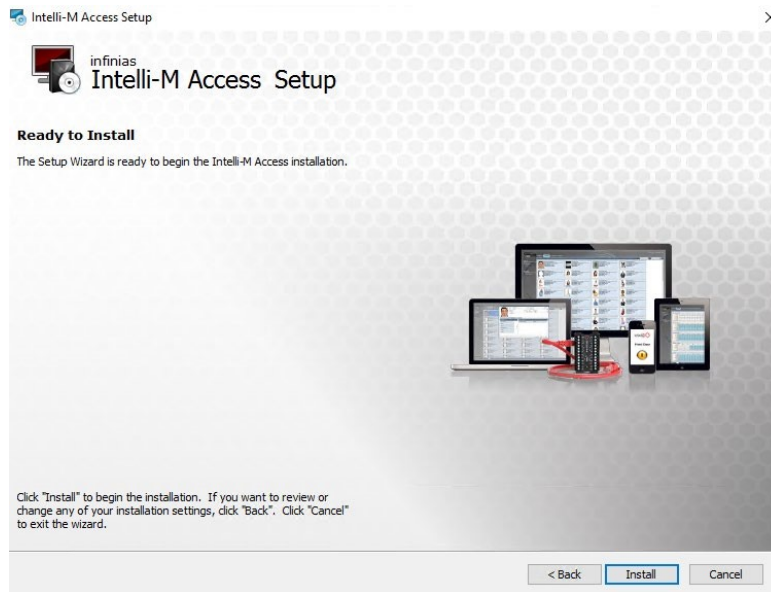 Intelli-M Access Setup
infinias
Intelli-M Access Setup
Ready to Install
The Setup Wizard is ready to begin the Intelli-M Access installation.
Click "Install" to begin the installation. If you want to review or
change any of your installation settings, click "Back". Click "Cancel"
to exit the wizard.
< Back
Install
Cancel